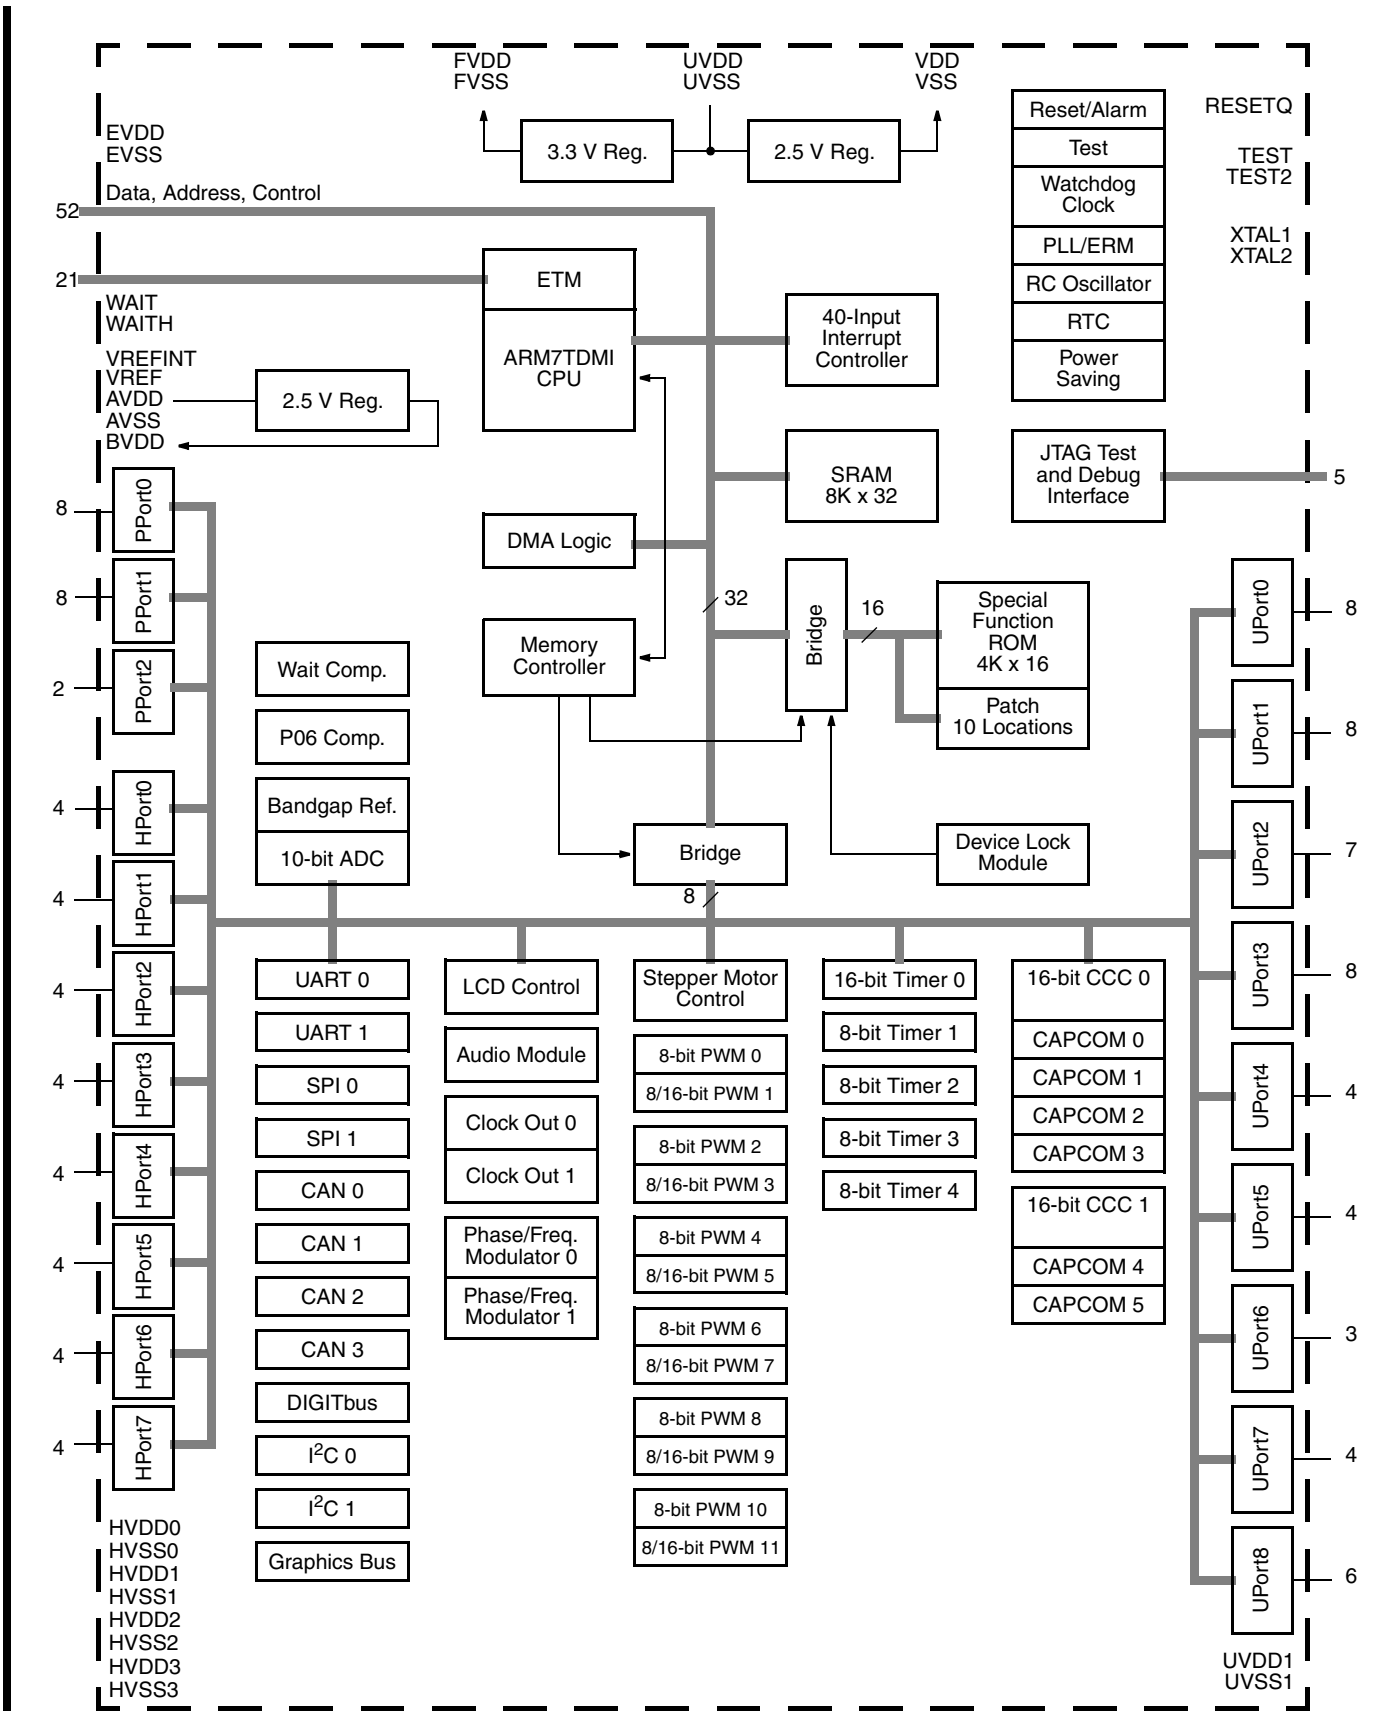 FVDD
FVSS
UVDD
UVSS
VDD
VSS
3.3 V Reg.
2.5 V Reg.
EVDD
EVSS
Data, Address, Control
52
21
WAIT
WAITH
VREFINT
VREF
AVDD
AVSS
BVDD
2.5 V Reg.
ETM
ARM7TDMI
CPU
40-Input
Interrupt
Controller
SRAM
8K x 32
DMA Logic
Memory
Controller
32
Bridge
16
Special
Function
ROM
4K x 16
Patch
10 Locations
Device Lock
Module
Bridge
8
Reset/Alarm
Test
Watchdog
Clock
PLL/ERM
RC Oscillator
RTC
Power
Saving
JTAG Test
and Debug
Interface
5
RESETQ
TEST
TEST2
XTAL1
XTAL2
8
PPort0
8
PPort1
2
PPort2
4
HPort0
4
HPort1
4
HPort2
4
HPort3
4
HPort4
4
HPort5
4
HPort6
4
HPort7
HVDD0
HVSS0
HVDD1
HVSS1
HVDD2
HVSS2
HVDD3
HVSS3
Wait Comp.
P06 Comp.
Bandgap Ref.
10-bit ADC
UART 0
UART 1
SPI 0
SPI 1
CAN 0
CAN 1
CAN 2
CAN 3
DIGITbus
I²C 0
I²C 1
Graphics Bus
LCD Control
Audio Module
Clock Out 0
Clock Out 1
Phase/Freq.
Modulator 0
Phase/Freq.
Modulator 1
Stepper Motor
Control
8-bit PWM 0
8/16-bit PWM 1
8-bit PWM 2
8/16-bit PWM 3
8-bit PWM 4
8/16-bit PWM 5
8-bit PWM 6
8/16-bit PWM 7
8-bit PWM 8
8/16-bit PWM 9
8-bit PWM 10
8/16-bit PWM 11
16-bit Timer 0
8-bit Timer 1
8-bit Timer 2
8-bit Timer 3
8-bit Timer 4
16-bit CCC 0
CAPCOM 0
CAPCOM 1
CAPCOM 2
CAPCOM 3
16-bit CCC 1
CAPCOM 4
CAPCOM 5
UPort0
8
UPort1
8
UPort2
7
UPort3
8
UPort4
4
UPort5
4
UPort6
3
UPort7
4
UPort8
6
UVDD1
UVSS1